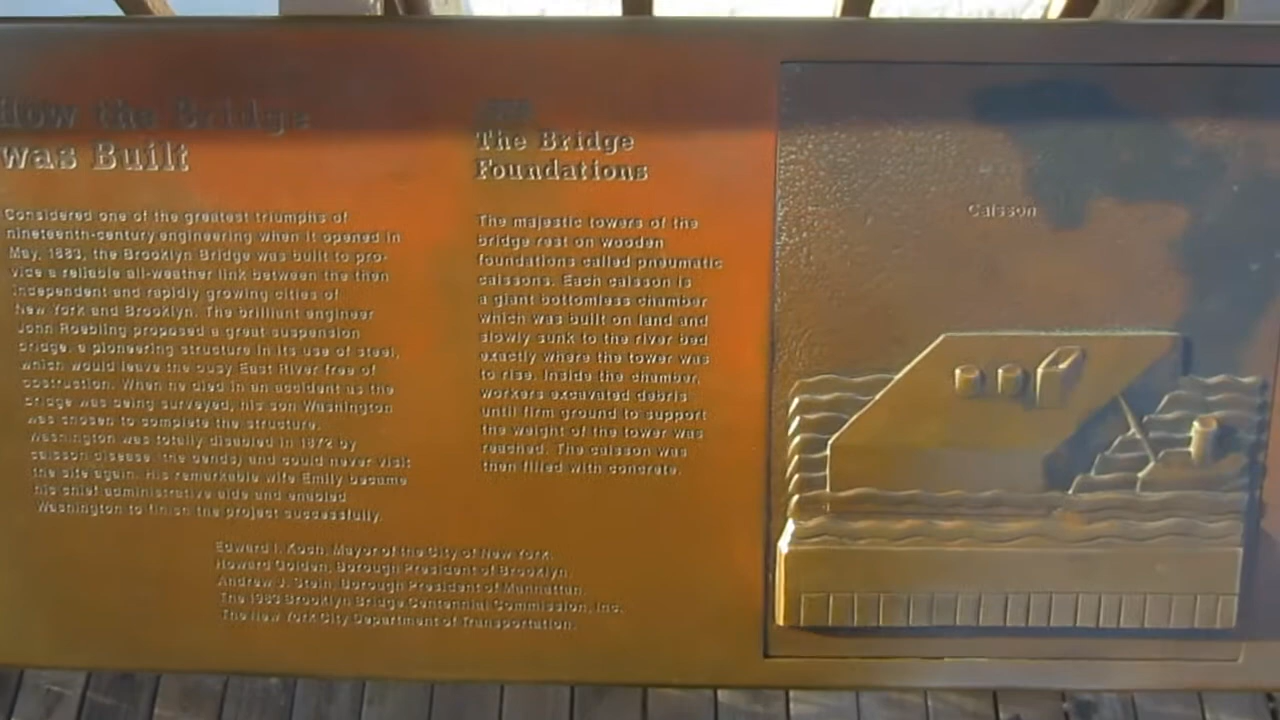 How the Bridge
was Built
Considered one of the greatest triumphs of
nineteenth-century engineering when it opened in
May, 1883, the Brooklyn Bridge was built to pro-
vide a reliable all-weather link between the then
independent and rapidly growing cities of
New York and Brooklyn. The brilliant engineer
John Roebling proposed a great suspension
bridge, a pioneering structure in its use of steel,
which would leave the busy East River free of
obstruction. When he died in an accident as the
bridge was being surveyed, his son Washington
was chosen to complete the structure.
Washington was totally disabled in 1872 by
caisson disease (the bends) and could never visit
the site again. His remarkable wife Emily became
his chief administrative aide and enabled
Washington to finish the project successfully.
The Bridge
Foundations
The majestic towers of the
bridge rest on wooden
foundations called pneumatic
caissons. Each caisson is
a giant bottomless chamber
which was built on land and
slowly sunk to the river bed
exactly where the tower was
to rise. Inside the chamber,
workers excavated debris
until firm ground to support
the weight of the tower was
reached. The caisson was
then filled with concrete.
Edward I. Koch, Mayor of the City of New York.
Howard Golden, Borough President of Brooklyn.
Andrew J. Stein, Borough President of Manhattan.
The 1983 Brooklyn Bridge Centennial Commission, Inc.
The New York City Department of Transportation.
Caisson